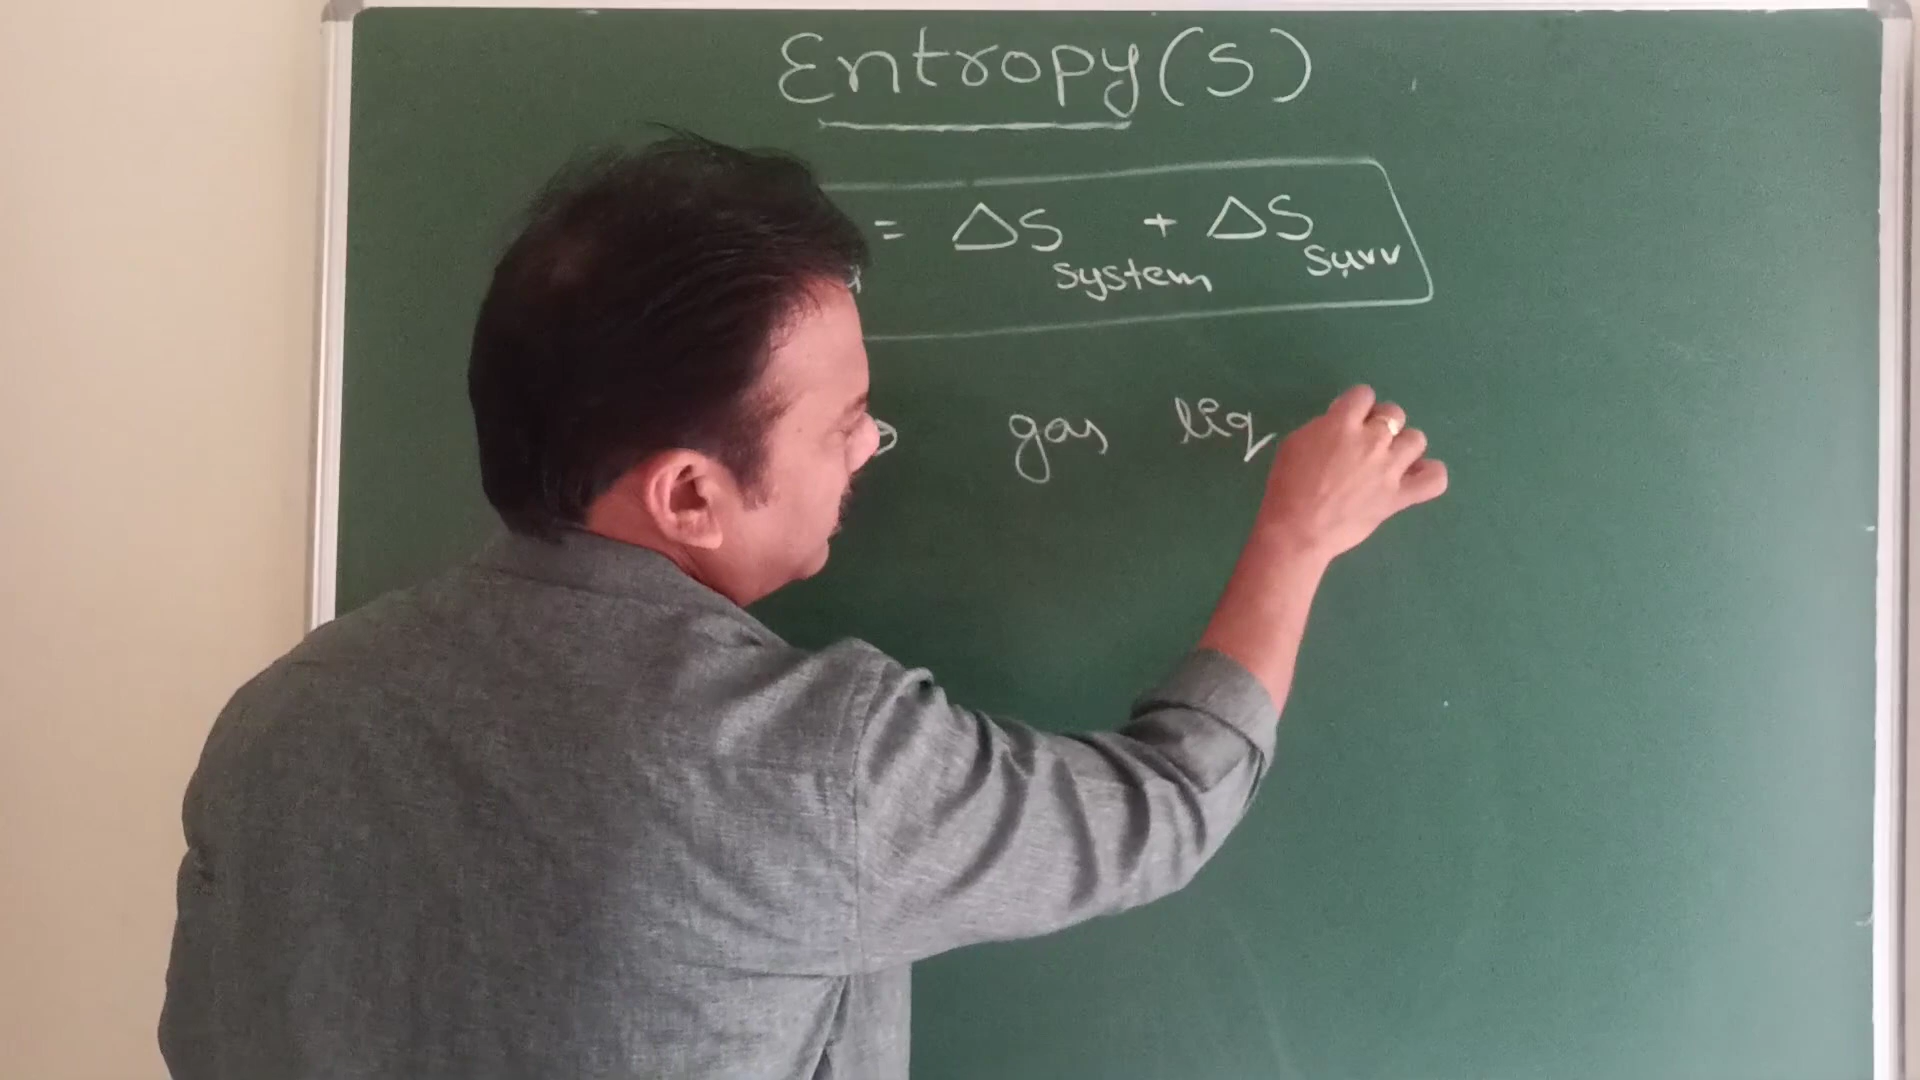 Entropy (S)
= ΔS system + ΔS surr
gas liq